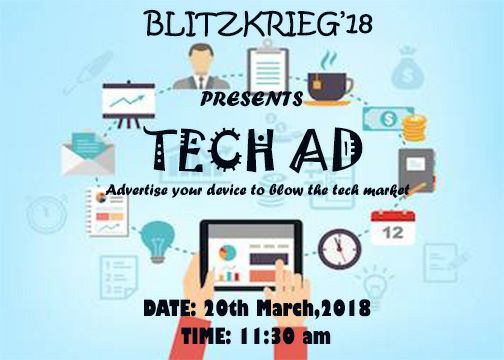 BLITZKRIEG'18
PRESENTS
TECH AD
Advertise your device to blow the tech market
12
DATE: 20th March,2018
TIME: 11:30 am